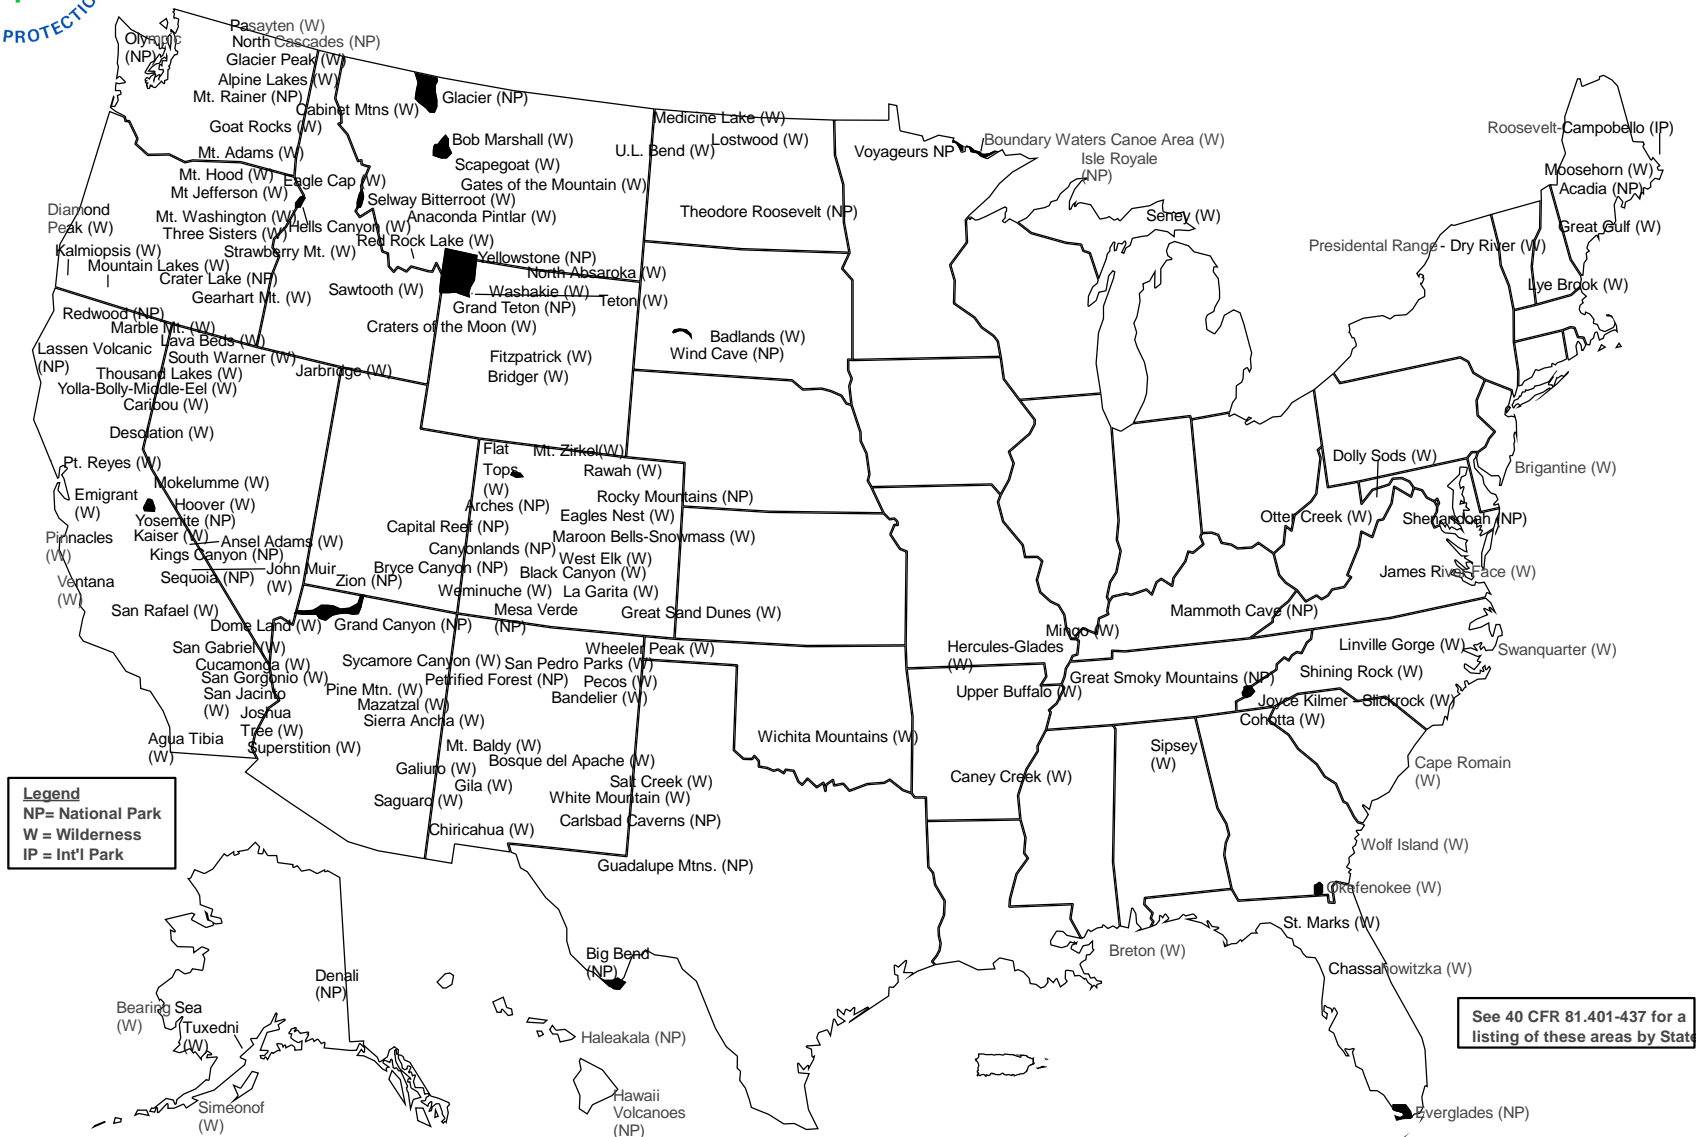 PROTECTIO
Pasayten (W)
Olympic
(NP)
North Cascades (NP)
Glacier Peak (W)
Alpine Lakes (W)
Mt. Rainer (NP)
Cabinet Mtns (W)
Goat Rocks (W)
Mt. Adams (W)
Mt. Hood (W)
Mt Jefferson (W)
Eagle Cap (W)
Diamond
Peak (W)
Mt. Washington (W)
Three Sisters (W)
Hells Canyon (W)
Strawberry Mt. (W)
Kalmiopsis (W)
Mountain Lakes (W)
Crater Lake (NP)
Gearhart Mt. (W)
Glacier (NP)
Bob Marshall (W)
Scapegoat (W)
Gates of the Mountain (W)
Selway Bitterroot (W)
Anaconda Pintlar (W)
Red Rock Lake (W)
Medicine Lake (W)
U.L. Bend (W)
Lostwood (W)
Theodore Roosevelt (NP)
Yellowstone (NP)
North Absaroka (W)
Washakie (W)
Teton (W)
Grand Teton (NP)
Sawtooth (W)
Craters of the Moon (W)
Fitzpatrick (W)
Bridger (W)
Jarbridge (W)
Badlands (W)
Wind Cave (NP)
Voyageurs NP
Boundary Waters Canoe Area (W)
Isle Royale
(NP)
Seney (W)
Roosevelt-Campobello (IP)
Moosehorn (W)
Acadia (NP)
Great Gulf (W)
Presidental Range - Dry River (W)
Lye Brook (W)
Redwood (NP)
Marble Mt. (W)
Lava Beds (W)
Lassen Volcanic
(NP)
South Warner (W)
Thousand Lakes (W)
Yolla-Bolly-Middle-Eel (W)
Caribou (W)
Desolation (W)
Pt. Reyes (W)
Mokelumme (W)
Emigrant
(W)
Hoover (W)
Yosemite (NP)
Pinnacles
(W)
Kaiser (W)
Ansel Adams (W)
Kings Canyon (NP)
John Muir
(W)
Sequoia (NP)
Ventana
(W)
San Rafael (W)
Dome Land (W)
San Gabriel (W)
Cucamonga (W)
San Gorgonio (W)
San Jacinto
(W)
Joshua
Tree (W)
Agua Tibia
(W)
Superstition (W)
Flat
Tops
(W)
Mt. Zirkel(W)
Rawah (W)
Rocky Mountains (NP)
Arches (NP)
Eagles Nest (W)
Capital Reef (NP)
Maroon Bells-Snowmass (W)
Canyonlands (NP)
West Elk (W)
Bryce Canyon (NP)
Black Canyon (W)
Zion (NP)
Weminuche (W)
La Garita (W)
Mesa Verde
(NP)
Great Sand Dunes (W)
Grand Canyon (NP)
Wheeler Peak (W)
Sycamore Canyon (W)
San Pedro Parks (W)
Petrified Forest (NP)
Pecos (W)
Pine Mtn. (W)
Bandelier (W)
Mazatzal (W)
Sierra Ancha (W)
Mt. Baldy (W)
Bosque del Apache (W)
Galiuro (W)
Gila (W)
Salt Creek (W)
Saguaro (W)
White Mountain (W)
Chiricahua (W)
Carlsbad Caverns (NP)
Guadalupe Mtns. (NP)
Big Bend
(NP)
Wichita Mountains (W)
Hercules-Glades
(W)
Mingo (W)
Upper Buffalo (W)
Caney Creek (W)
Sipsey
(W)
Breton (W)
Dolly Sods (W)
Brigantine (W)
Otter Creek (W)
Shenandoah (NP)
James River Face (W)
Mammoth Cave (NP)
Linville Gorge (W)
Swanquarter (W)
Great Smoky Mountains (NP)
Shining Rock (W)
Joyce Kilmer - Slickrock (W)
Cohotta (W)
Cape Romain
(W)
Wolf Island (W)
Okefenokee (W)
St. Marks (W)
Chassahowitzka (W)
Everglades (NP)
Legend
NP= National Park
W = Wilderness
IP = Int'l Park
Denali
(NP)
Bearing Sea
(W)
Tuxedni
(W)
Simeonof
(W)
Haleakala (NP)
Hawaii
Volcanoes
(NP)
See 40 CFR 81.401-437 for a
listing of these areas by State